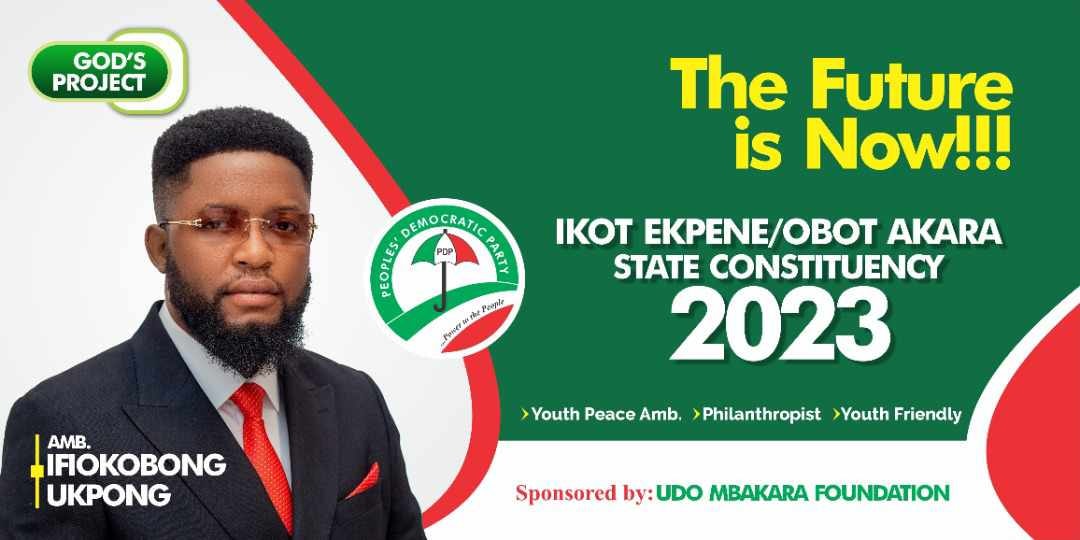 GOD'S
PROJECT
The Future
is Now!!!
PEOPLES' DEMOCRATIC PARTY
PDP
...Power to the People
IKOT EKPENE/OBOT AKARA
STATE CONSTITUENCY
2023
›Youth Peace Amb. ›Philanthropist ›Youth Friendly
AMB.
IFIOKOBONG
UKPONG
Sponsored by: UDO MBAKARA FOUNDATION